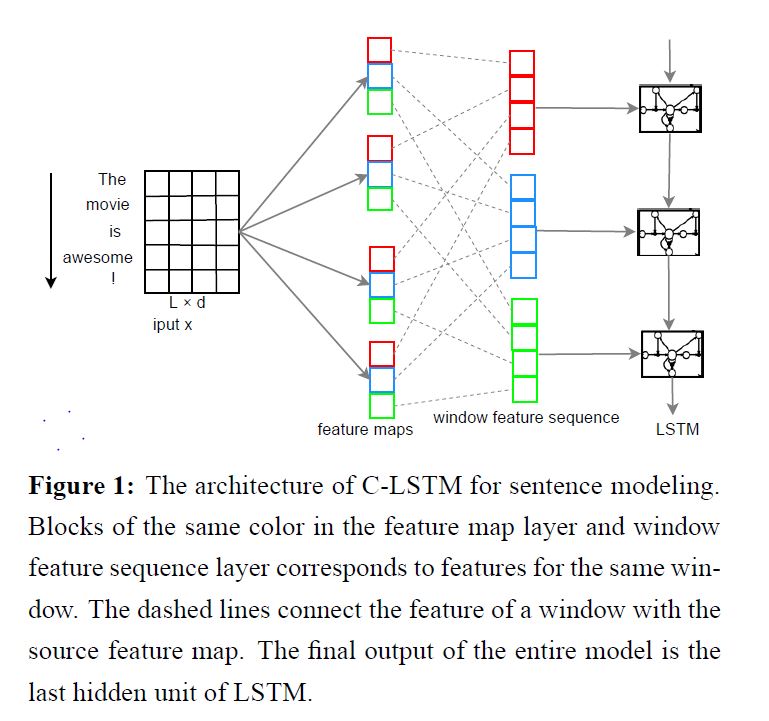 The
movie
is
awesome
!
L × d
iput x
feature maps
window feature sequence
LSTM
Figure 1: The architecture of C-LSTM for sentence modeling.
Blocks of the same color in the feature map layer and window
feature sequence layer corresponds to features for the same win-
dow. The dashed lines connect the feature of a window with the
source feature map. The final output of the entire model is the
last hidden unit of LSTM.